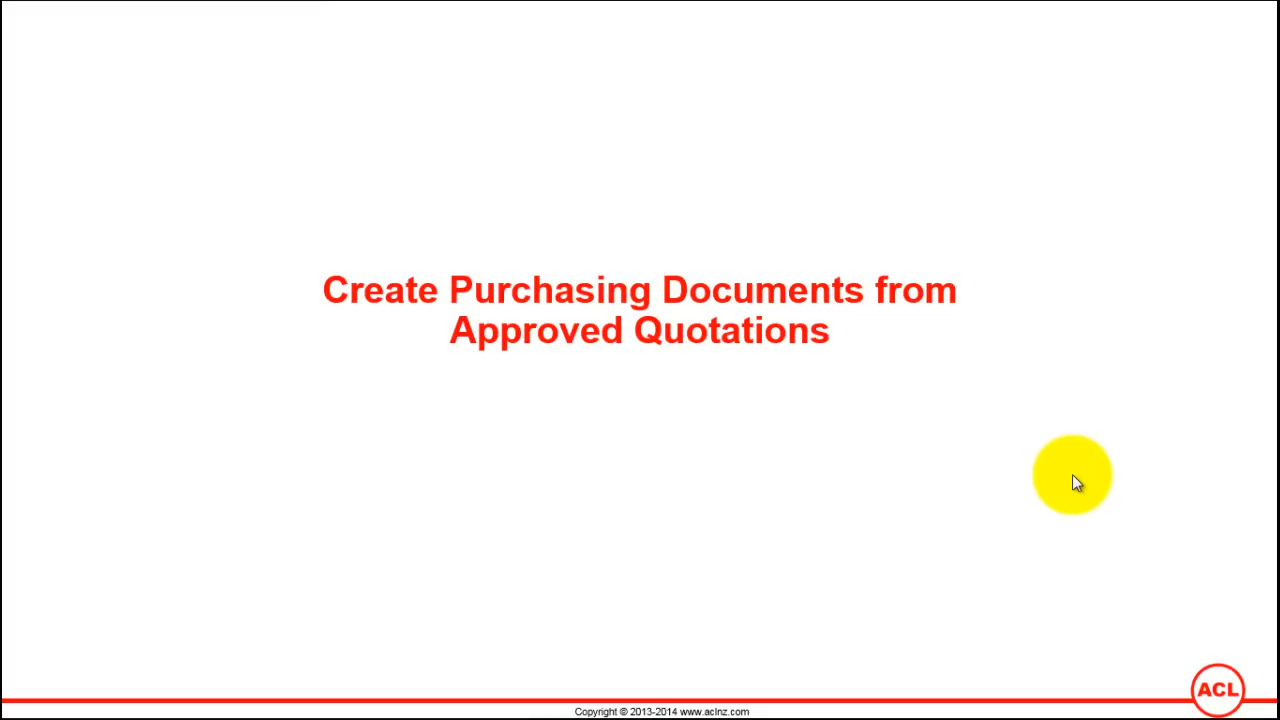 Create Purchasing Documents from
Approved Quotations
ACL
Copyright © 2013-2014 www.aclnz.com